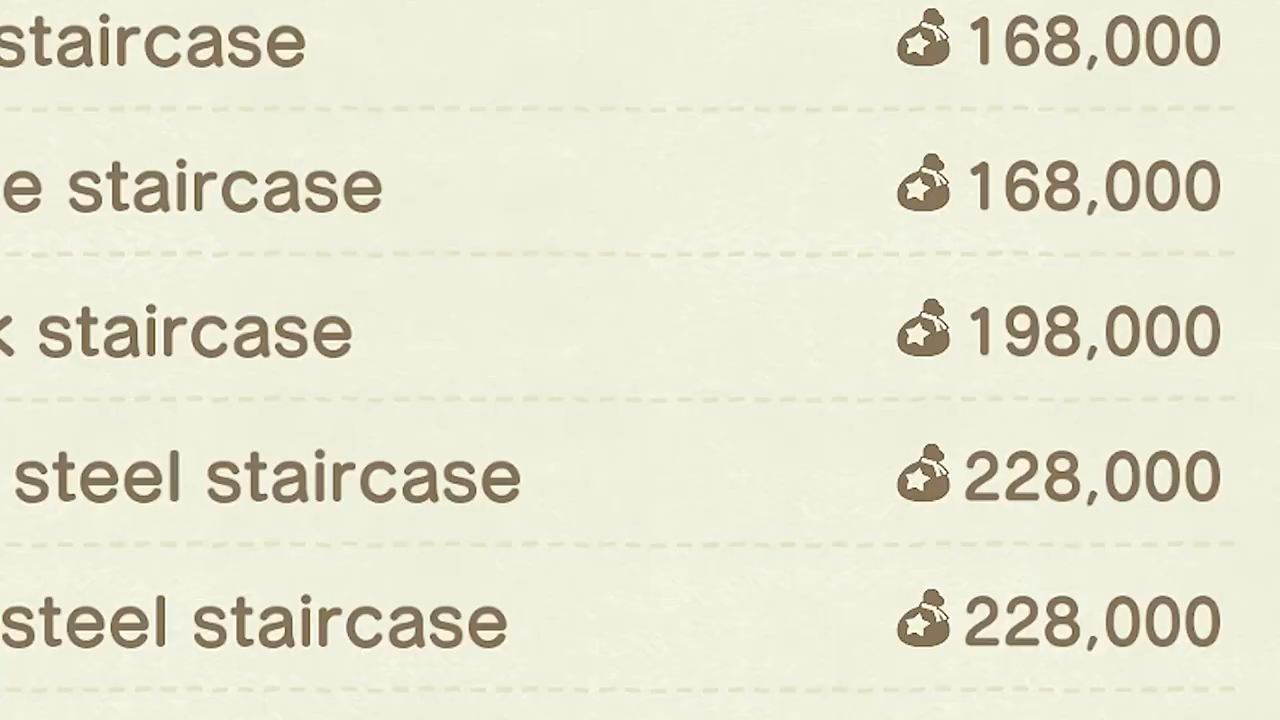 staircase 168,000
e staircase 168,000
k staircase 198,000
steel staircase 228,000
steel staircase 228,000